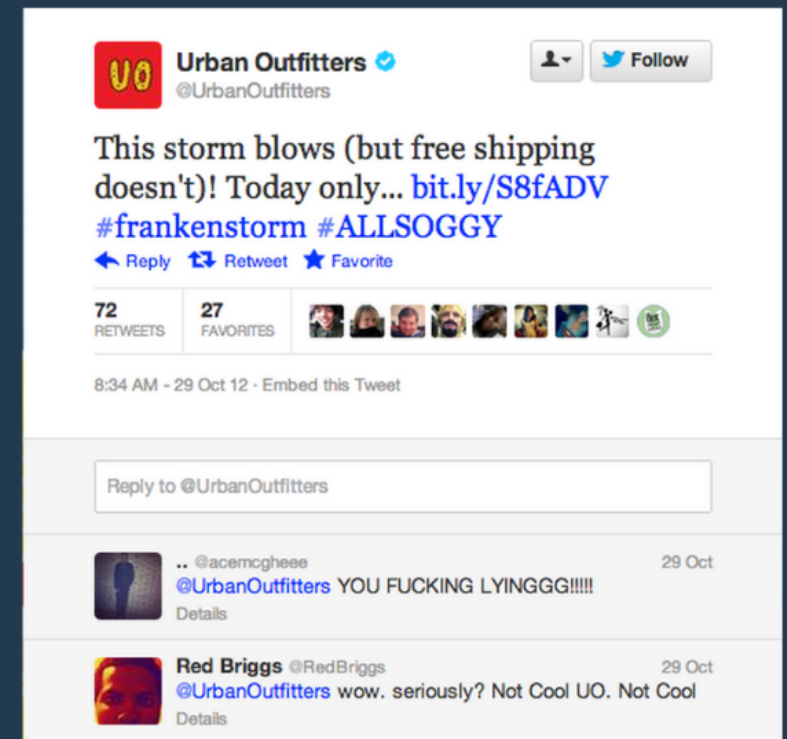 UO
Urban Outfitters
@UrbanOutfitters
Follow
This storm blows (but free shipping
doesn't)! Today only... bit.ly/S8fADV
#frankenstorm #ALLSOGGY
Reply Retweet Favorite
72 27
RETWEETS FAVORITES
8:34 AM - 29 Oct 12 · Embed this Tweet
Reply to @UrbanOutfitters
.. @acemcgheee 29 Oct
@UrbanOutfitters YOU FUCKING LYINGGG!!!!!
Details
Red Briggs @RedBriggs 29 Oct
@UrbanOutfitters wow. seriously? Not Cool UO. Not Cool
Details